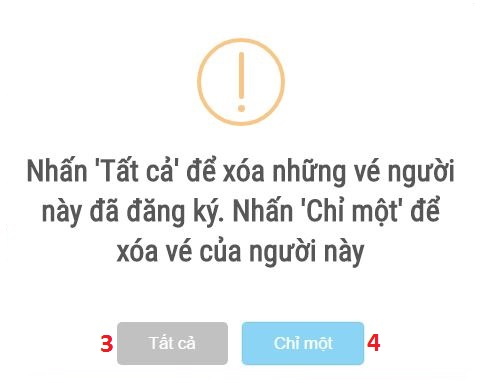 Nhấn 'Tất cả' để xóa những vé người
này đã đăng ký. Nhấn 'Chỉ một' để
xóa vé của người này
3 Tất cả Chỉ một 4